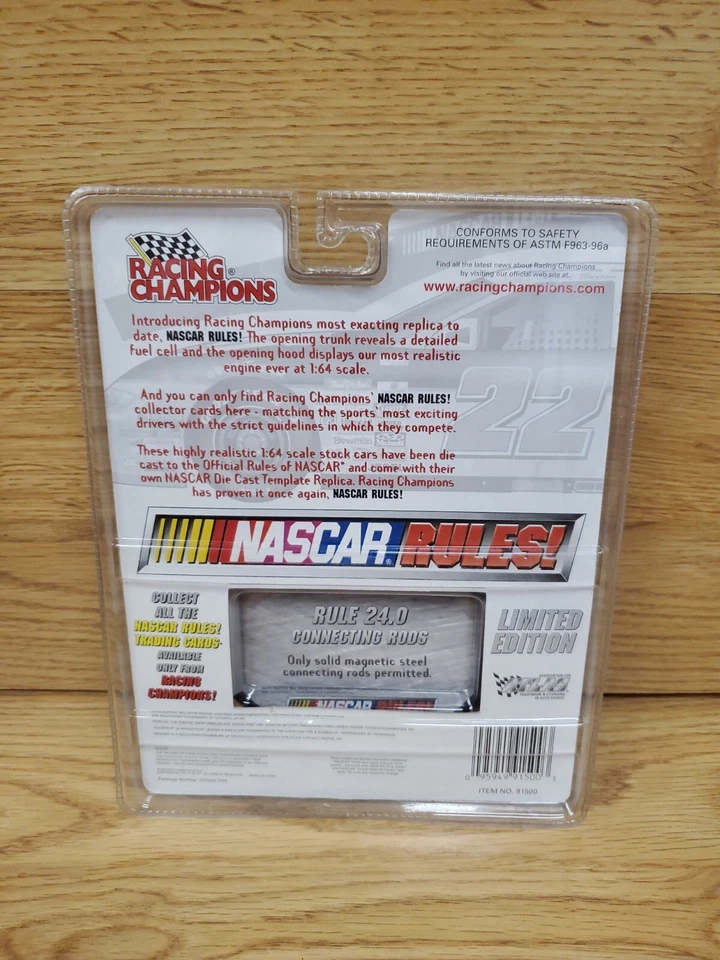 RACING®
CHAMPIONS
CONFORMS TO SAFETY
REQUIREMENTS OF ASTM F963-96a
Find all the latest news about Racing Champions
by visiting our official web site at...
www.racingchampions.com
Introducing Racing Champions most exacting replica to
date, NASCAR RULES! The opening trunk reveals a detailed
fuel cell and the opening hood displays our most realistic
engine ever at 1:64 scale.
And you can only find Racing Champions' NASCAR RULES!
collector cards here - matching the sports' most exciting
drivers with the strict guidelines in which they compete.
22
Bowman
These highly realistic 1:64 scale stock cars have been die
cast to the Official Rules of NASCAR® and come with their
own NASCAR Die Cast Template Replica. Racing Champions
has proven it once again, NASCAR RULES!
NASCAR® RULES!
COLLECT
ALL THE
NASCAR RULES!
TRADING CARDS-
AVAILABLE
ONLY FROM
RACING
CHAMPIONS!
RULE 24.0
CONNECTING RODS
Only solid magnetic steel
connecting rods permitted.
NASCAR RULES!
LIMITED
EDITION
0 95949 91500 3
ITEM NO. 91500